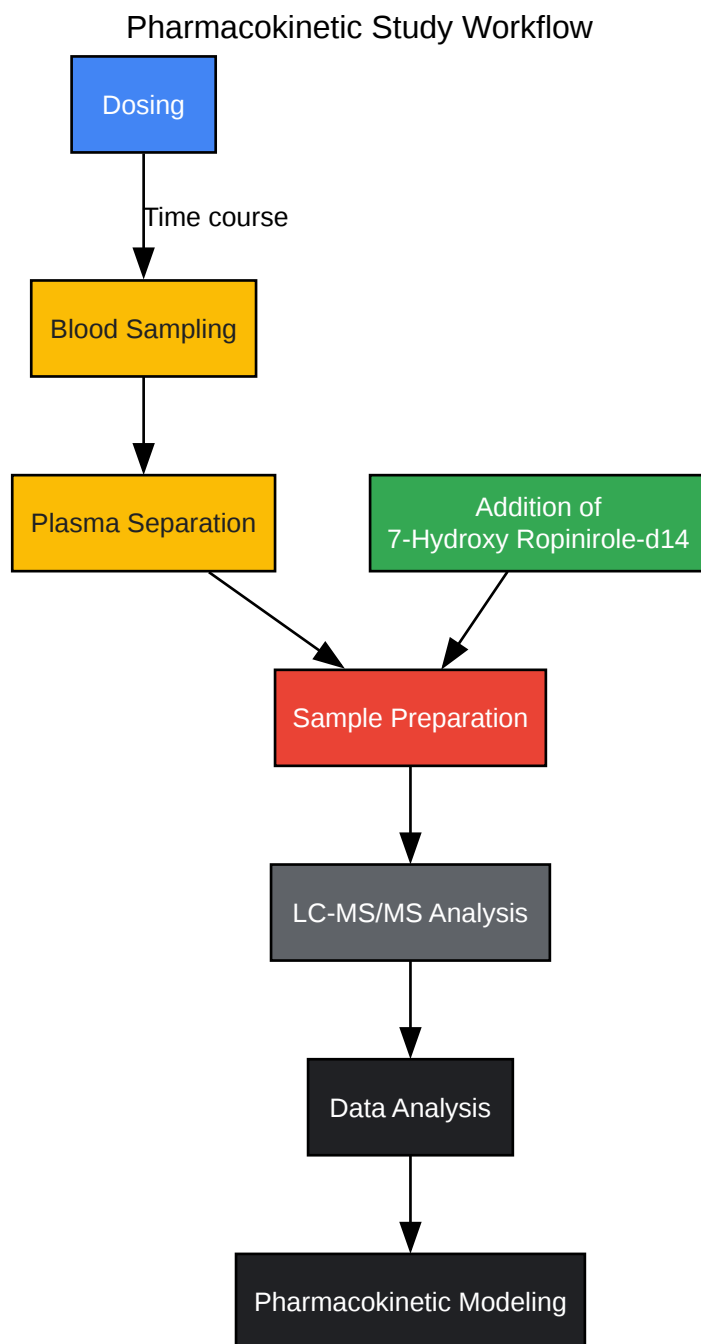 Pharmacokinetic Study Workflow
Dosing
Time course
Blood Sampling
Plasma Separation
Addition of
7-Hydroxy Ropinirole-d14
Sample Preparation
LC-MS/MS Analysis
Data Analysis
Pharmacokinetic Modeling